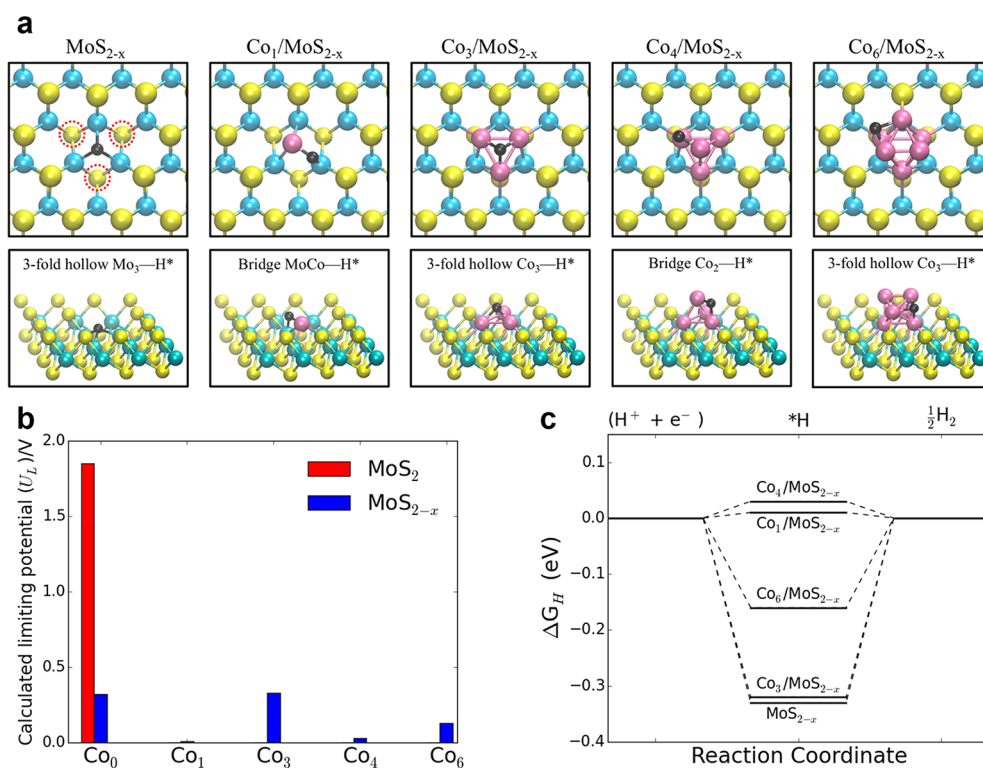 a
MoS2-x
Co1/MoS2-x
Co3/MoS2-x
Co4/MoS2-x
Co6/MoS2-x
3-fold hollow Mo3—H*
Bridge MoCo—H*
3-fold hollow Co3—H*
Bridge Co2—H*
3-fold hollow Co3—H*
b
Calculated limiting potential (UL)/V
2.0
1.5
1.0
0.5
0.0
MoS2
MoS2−x
Co0
Co1
Co3
Co4
Co6
c
(H+ + e−)
*H
½H2
ΔGH (eV)
0.1
0.0
−0.1
−0.2
−0.3
−0.4
Co4/MoS2−x
Co1/MoS2−x
Co6/MoS2−x
Co3/MoS2−x
MoS2−x
Reaction Coordinate